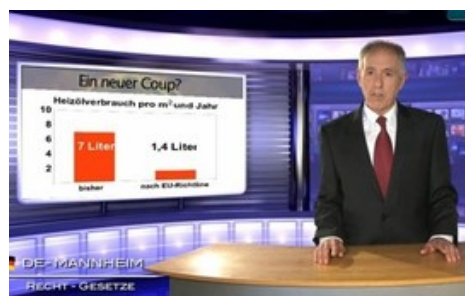 Ein neuer Coup?
Heizölverbrauch pro m² und Jahr
10
8
6
4
2
7 Liter
1,4 Liter
bisher
nach EU-Richtlinie
DE- MANNHEIM
RECHT - GESETZE